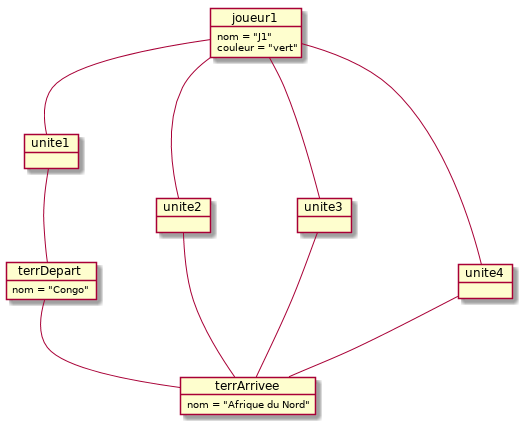 joueur1
nom = "J1"
couleur = "vert"
unite1
unite2
unite3
unite4
terrDepart
nom = "Congo"
terrArrivee
nom = "Afrique du Nord"